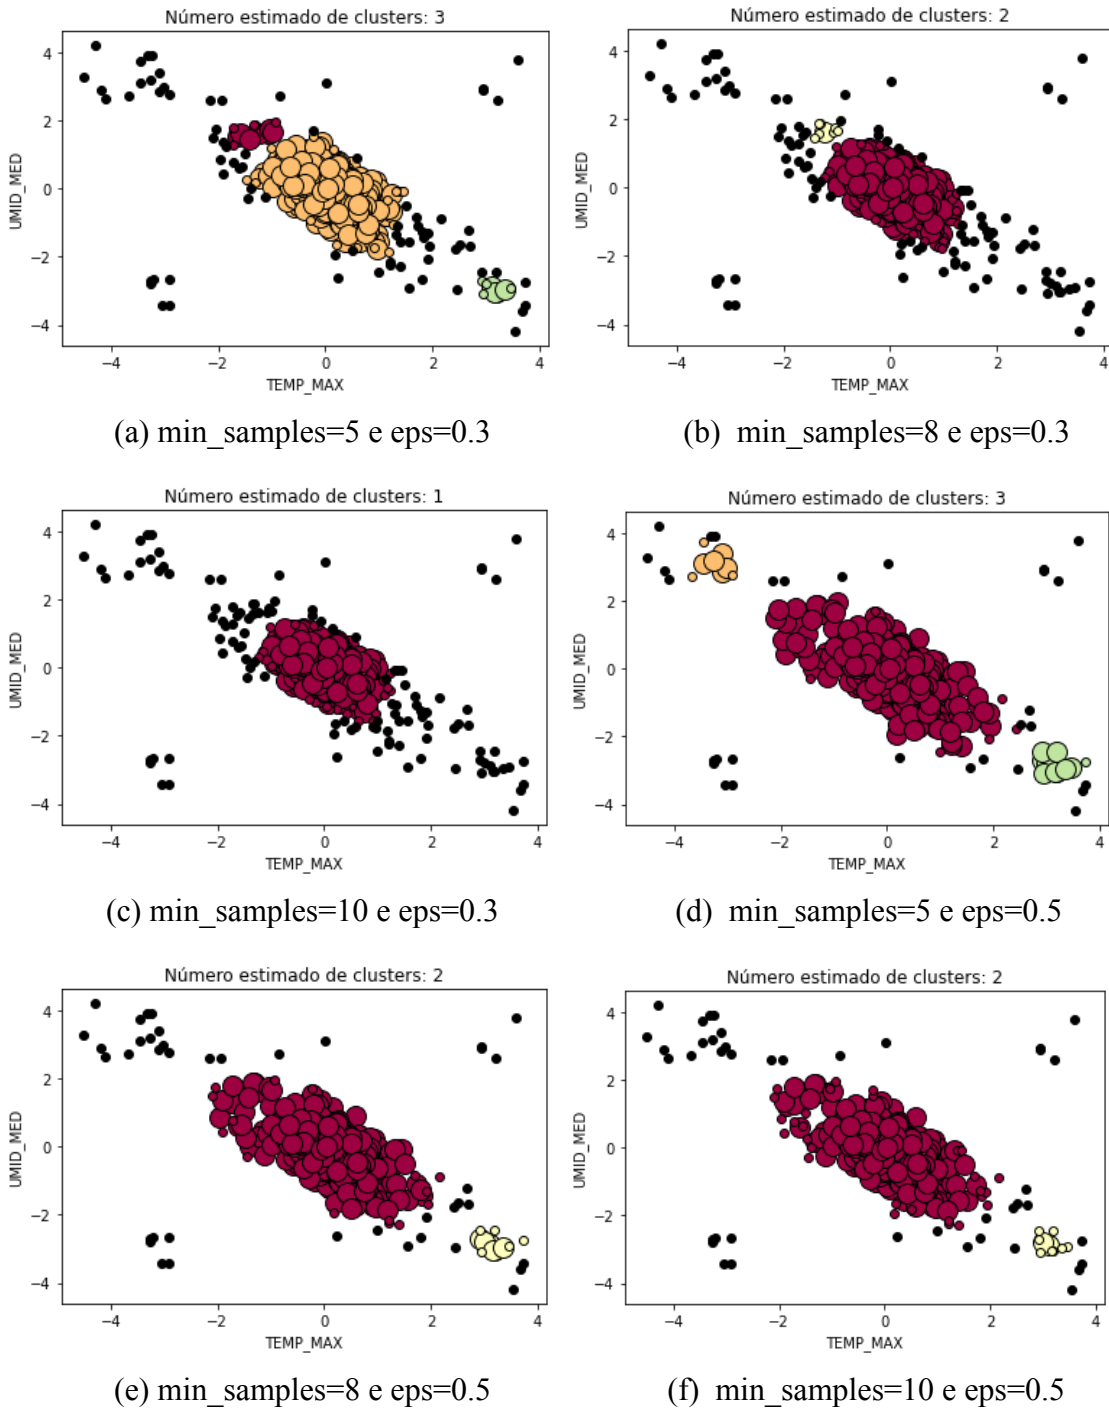 Número estimado de clusters: 3
4
2
0
−2
−4
UMID_MED
−4
−2
0
2
4
TEMP_MAX
(a) min_samples=5 e eps=0.3
Número estimado de clusters: 2
4
2
0
−2
−4
UMID_MED
−4
−2
0
2
4
TEMP_MAX
(b) min_samples=8 e eps=0.3
Número estimado de clusters: 1
4
2
0
−2
−4
UMID_MED
−4
−2
0
2
4
TEMP_MAX
(c) min_samples=10 e eps=0.3
Número estimado de clusters: 3
4
2
0
−2
−4
UMID_MED
−4
−2
0
2
4
TEMP_MAX
(d) min_samples=5 e eps=0.5
Número estimado de clusters: 2
4
2
0
−2
−4
UMID_MED
−4
−2
0
2
4
TEMP_MAX
(e) min_samples=8 e eps=0.5
Número estimado de clusters: 2
4
2
0
−2
−4
UMID_MED
−4
−2
0
2
4
TEMP_MAX
(f) min_samples=10 e eps=0.5